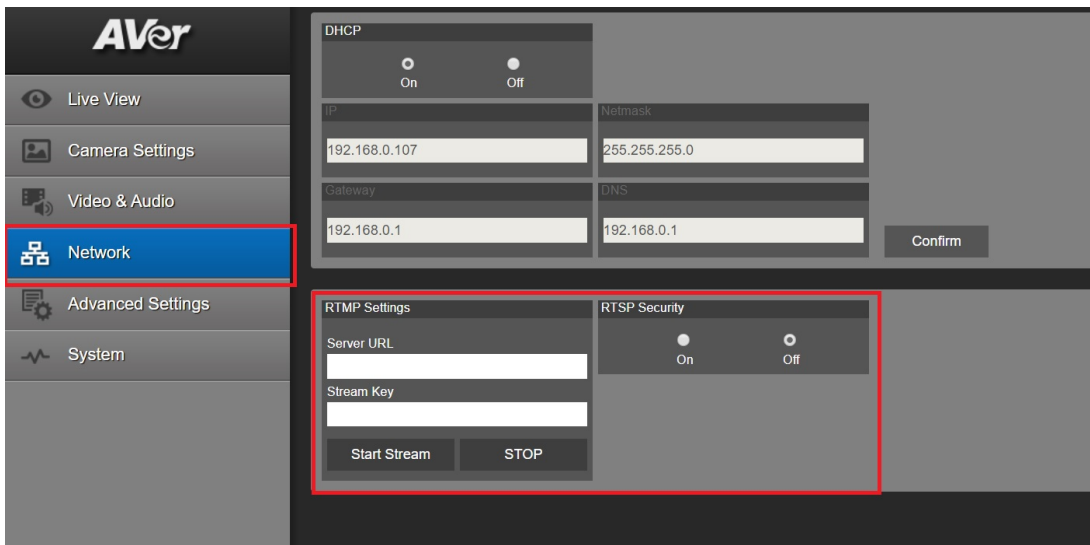 AVer
Live View
Camera Settings
Video & Audio
Network
Advanced Settings
System
DHCP
On Off
IP Netmask
192.168.0.107 255.255.255.0
Gateway DNS
192.168.0.1 192.168.0.1
Confirm
RTMP Settings RTSP Security
Server URL
On Off
Stream Key
Start Stream STOP